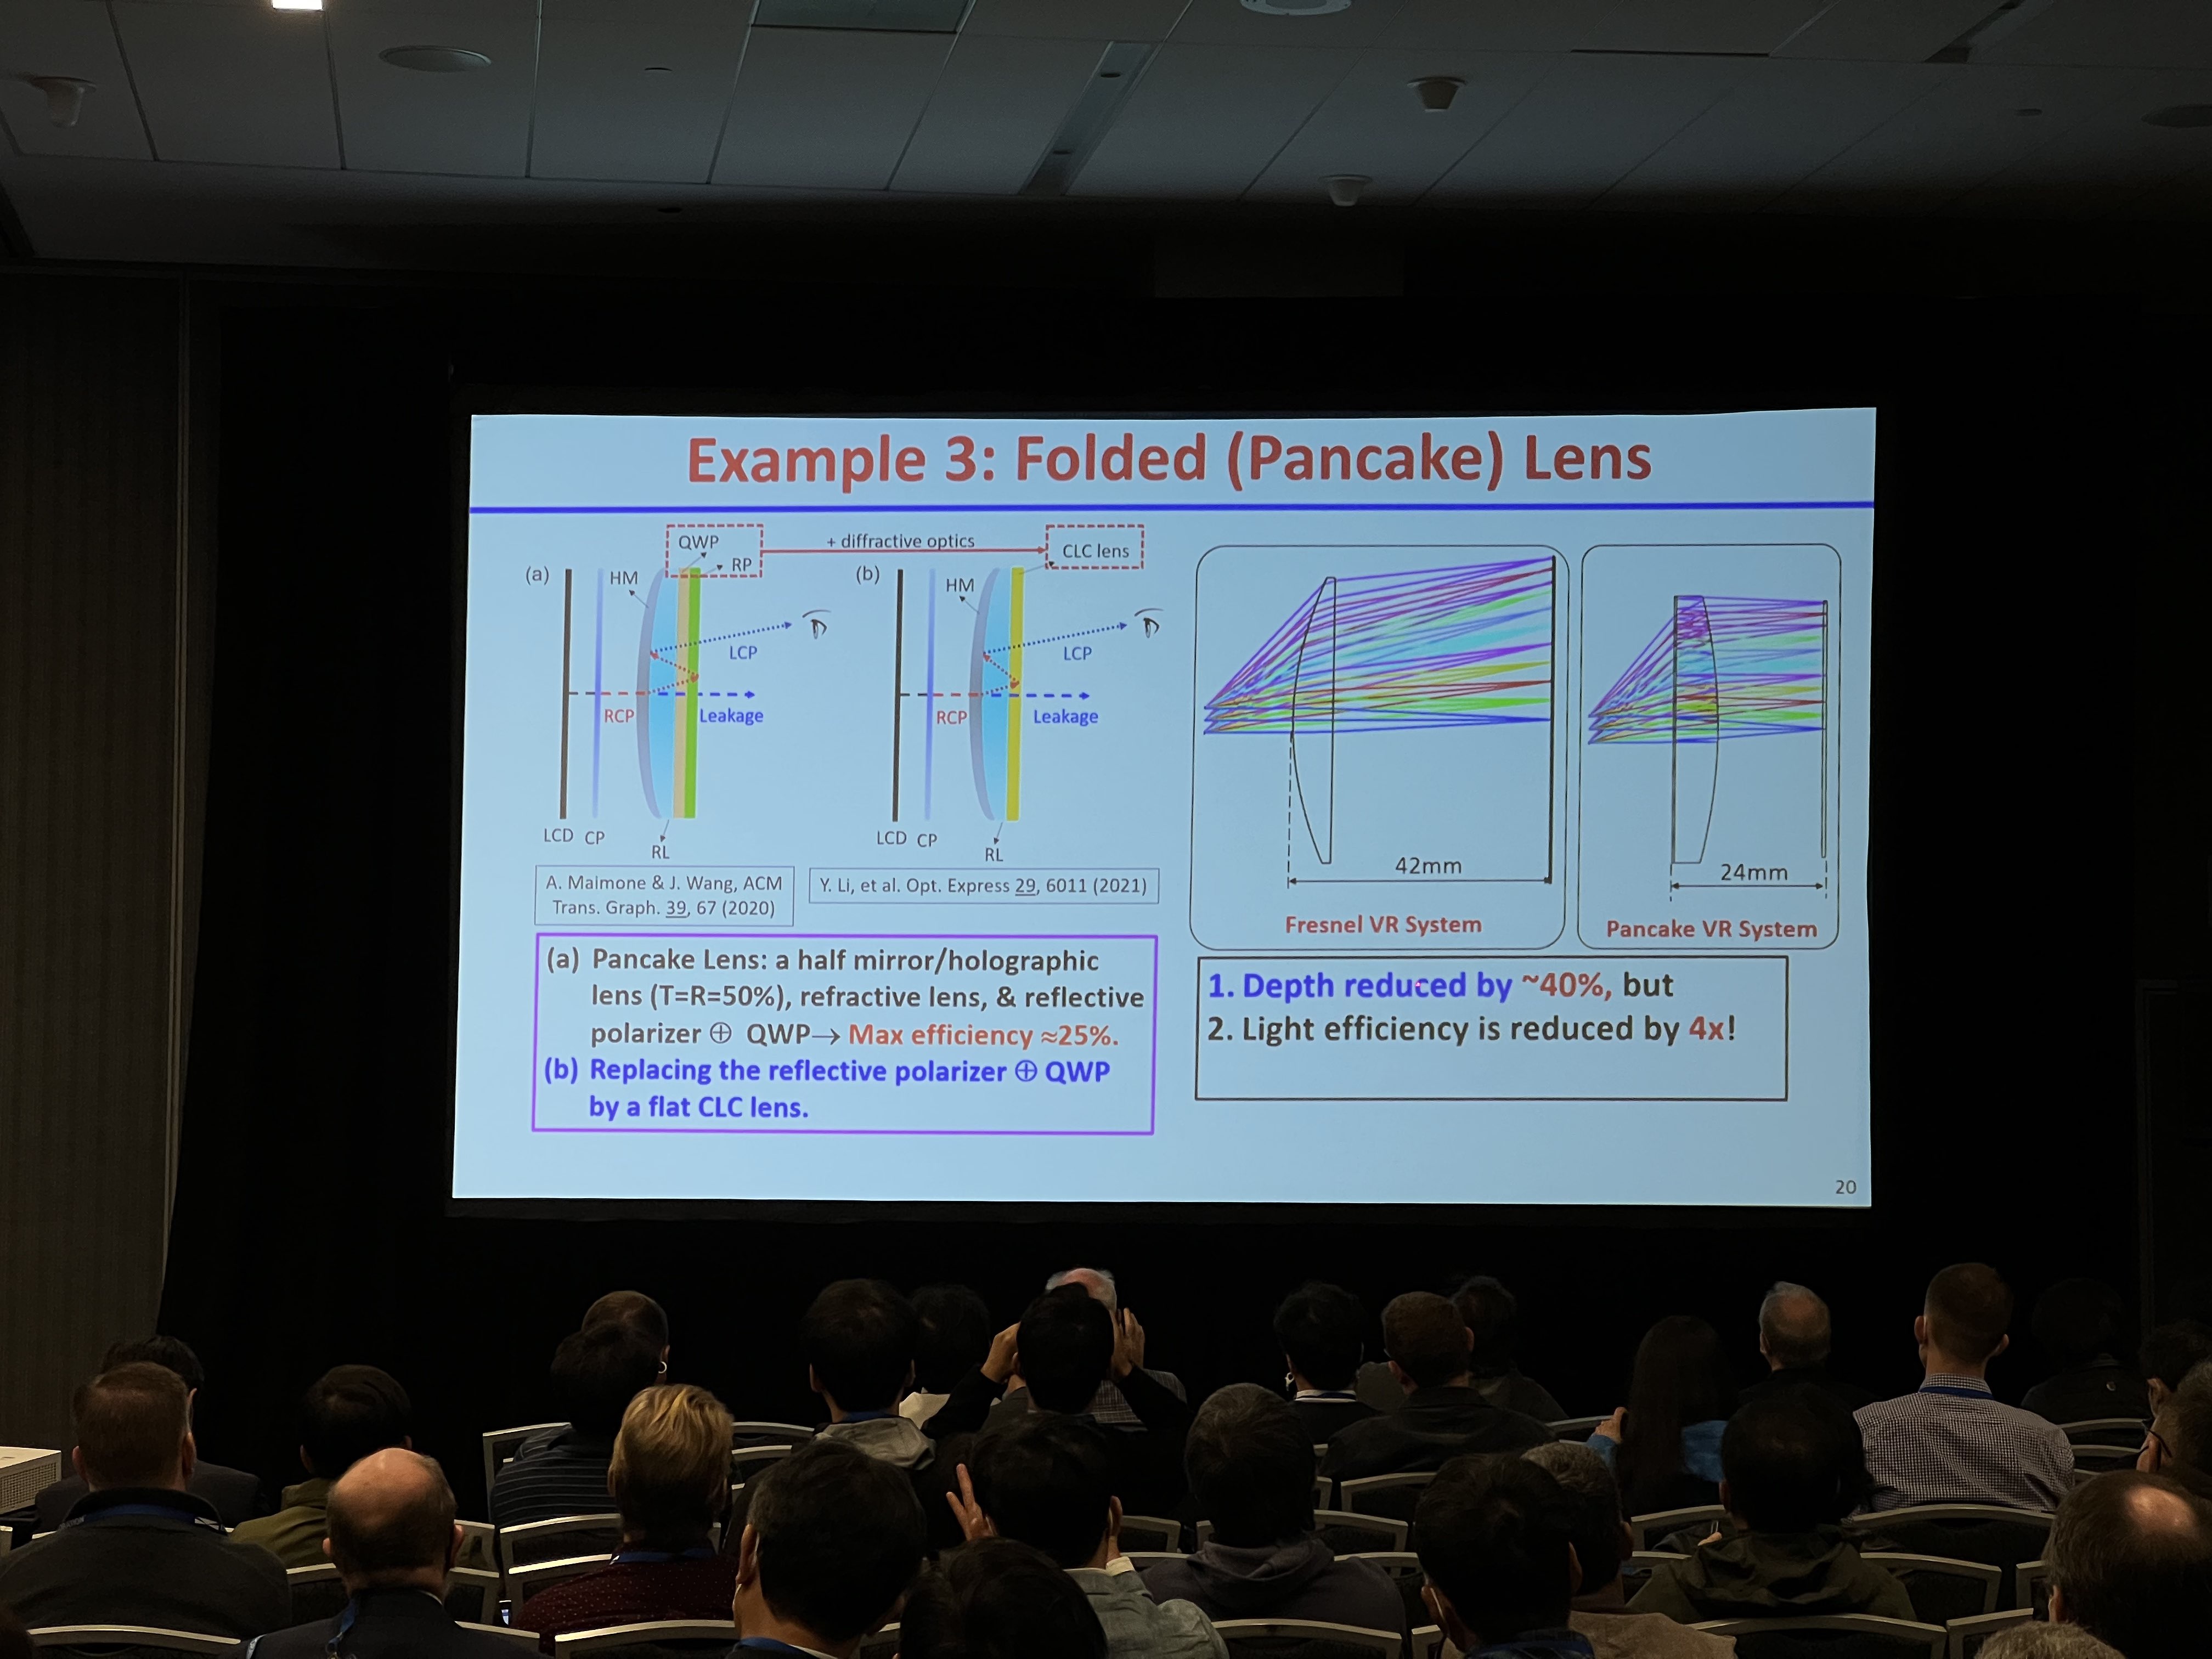 Example 3: Folded (Pancake) Lens
(a)
QWP
RP
HM
+ diffractive optics
LCP
RCP
Leakage
LCD CP
RL
(b)
CLC lens
HM
LCP
RCP
Leakage
LCD CP
RL
A. Maimone & J. Wang, ACM
Trans. Graph. 39, 67 (2020)
Y. Li, et al. Opt. Express 29, 6011 (2021)
(a) Pancake Lens: a half mirror/holographic
lens (T=R=50%), refractive lens, & reflective
polarizer ⊕ QWP→ Max efficiency ≈25%.
(b) Replacing the reflective polarizer ⊕ QWP
by a flat CLC lens.
42mm
Fresnel VR System
24mm
Pancake VR System
1. Depth reduced by ~40%, but
2. Light efficiency is reduced by 4x!
20